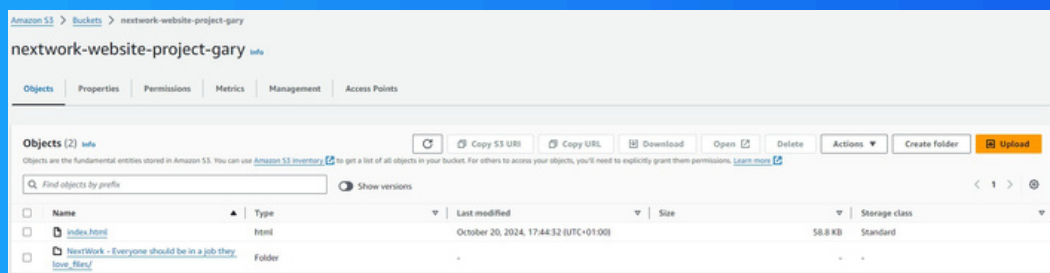 Amazon S3 > Buckets > nextwork-website-project-gary
nextwork-website-project-gary Info
Objects Properties Permissions Metrics Management Access Points
Objects (2) Info
Copy S3 URI Copy URL Download Open Delete Actions Create folder Upload
Objects are the fundamental entities stored in Amazon S3. You can use Amazon S3 inventory to get a list of all objects in your bucket. For others to access your objects, you'll need to explicitly grant them permissions. Learn more
Find objects by prefix Show versions < 1 >
Name Type Last modified Size Storage class
index.html html October 20, 2024, 17:44:32 (UTC+01:00) 58.8 KB Standard
NextWork - Everyone should be in a job they Folder - - -
love_files/